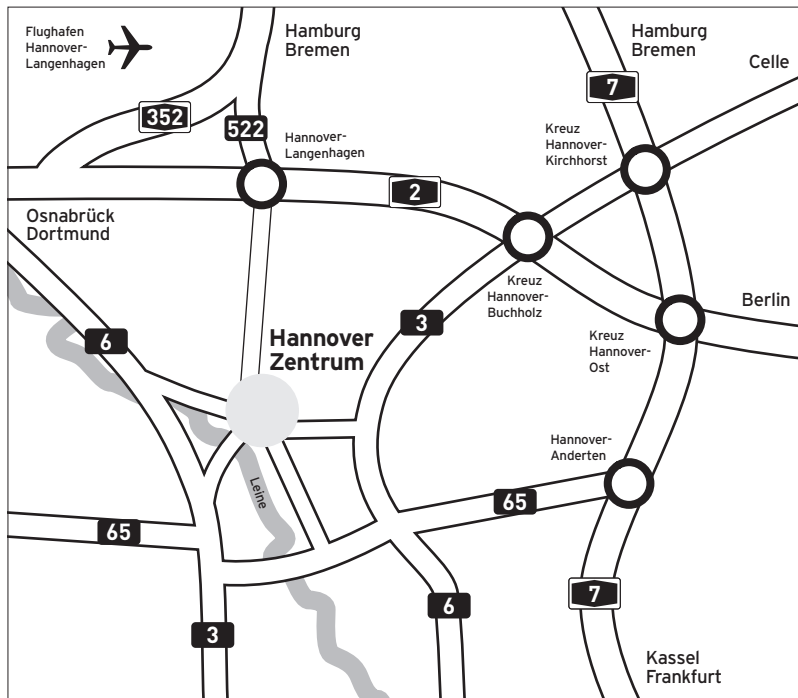 Flughafen
Hannover-
Langenhagen
Hamburg
Bremen
Hamburg
Bremen
Celle
7
352
522
Hannover-
Langenhagen
Kreuz
Hannover-
Kirchhorst
2
Osnabrück
Dortmund
Kreuz
Hannover-
Buchholz
Berlin
6
3
Hannover
Zentrum
Kreuz
Hannover-
Ost
Hannover-
Anderten
Leine
65
65
7
6
3
Kassel
Frankfurt